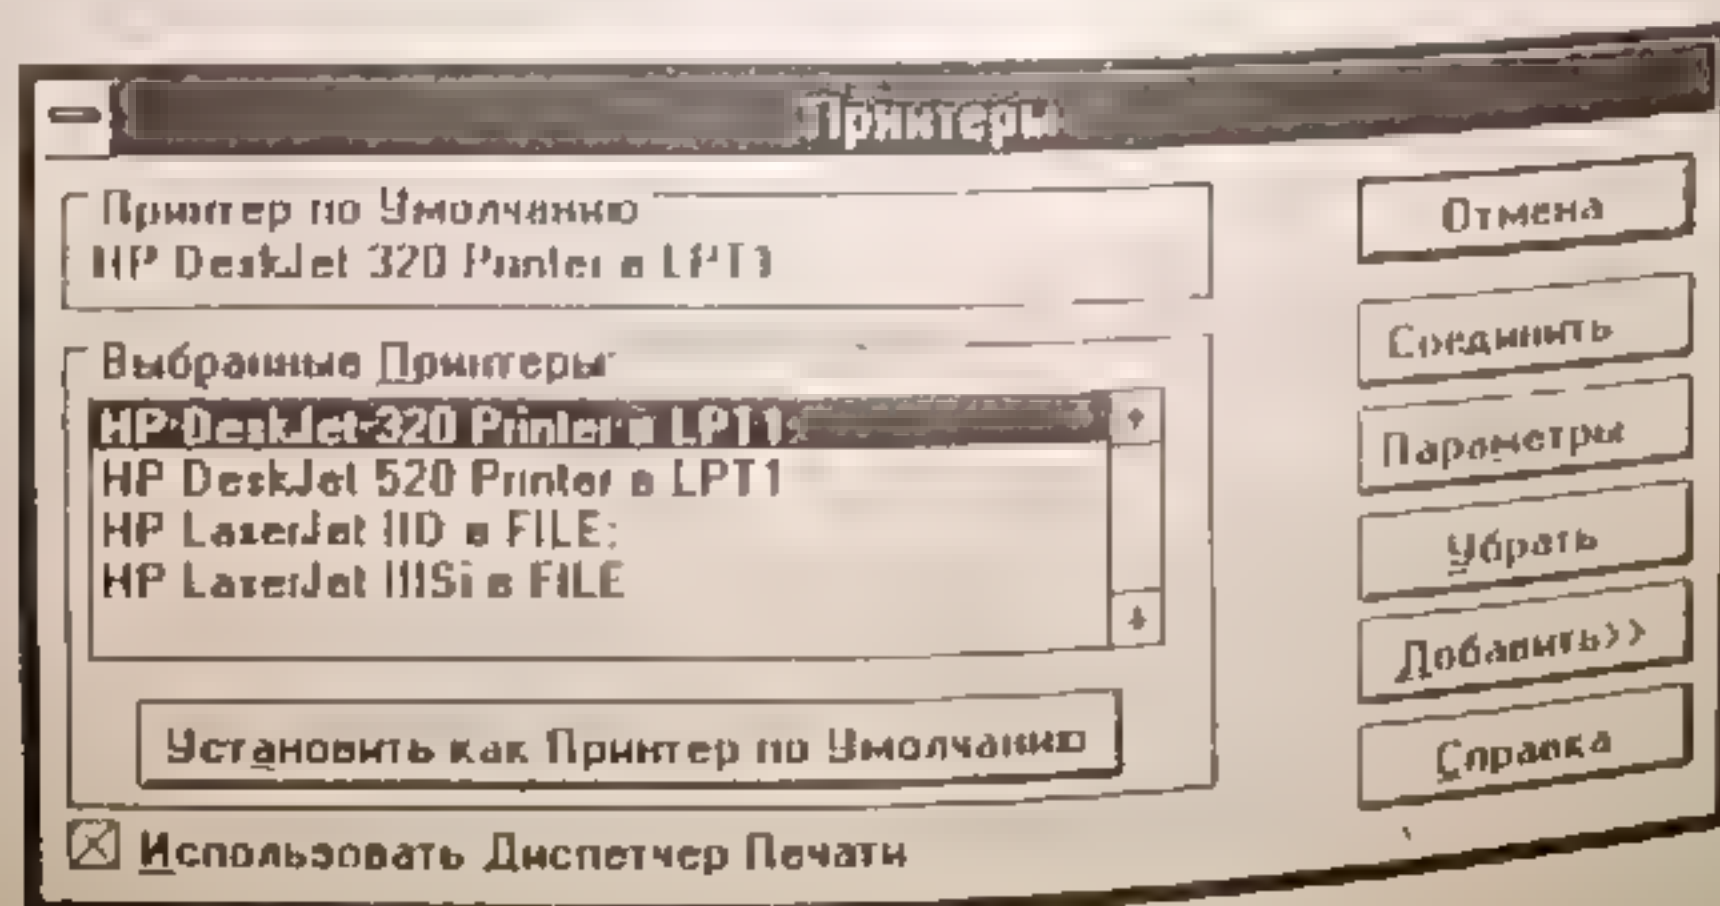 Принтеры
Принтер по Умолчанию
HP DeskJet 320 Printer в LPT1
Выбранные Принтеры:
HP DeskJet 320 Printer в LPT1:
HP DeskJet 520 Printer в LPT1
HP LaserJet IID в FILE:
HP LaserJet IIISi в FILE
Установить как Принтер по Умолчанию
Использовать Диспетчер Печати
Отмена
Соединить
Параметры
Убрать
Добавить>>
Справка